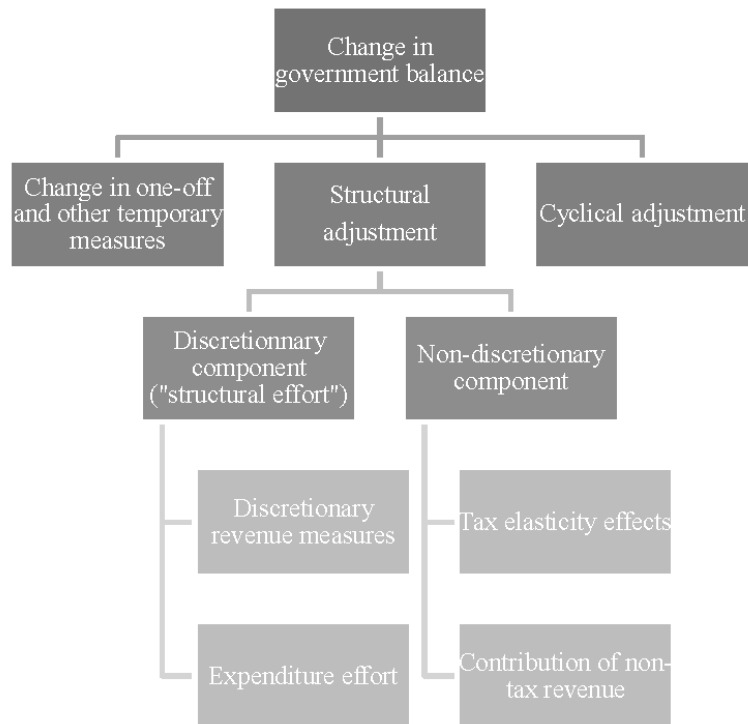 Change in
government balance
Change in one-off
and other temporary
measures
Structural
adjustment
Cyclical adjustment
Discretionnary
component
("structural effort")
Non-discretionary
component
Discretionary
revenue measures
Tax elasticity effects
Expenditure effort
Contribution of non-
tax revenue